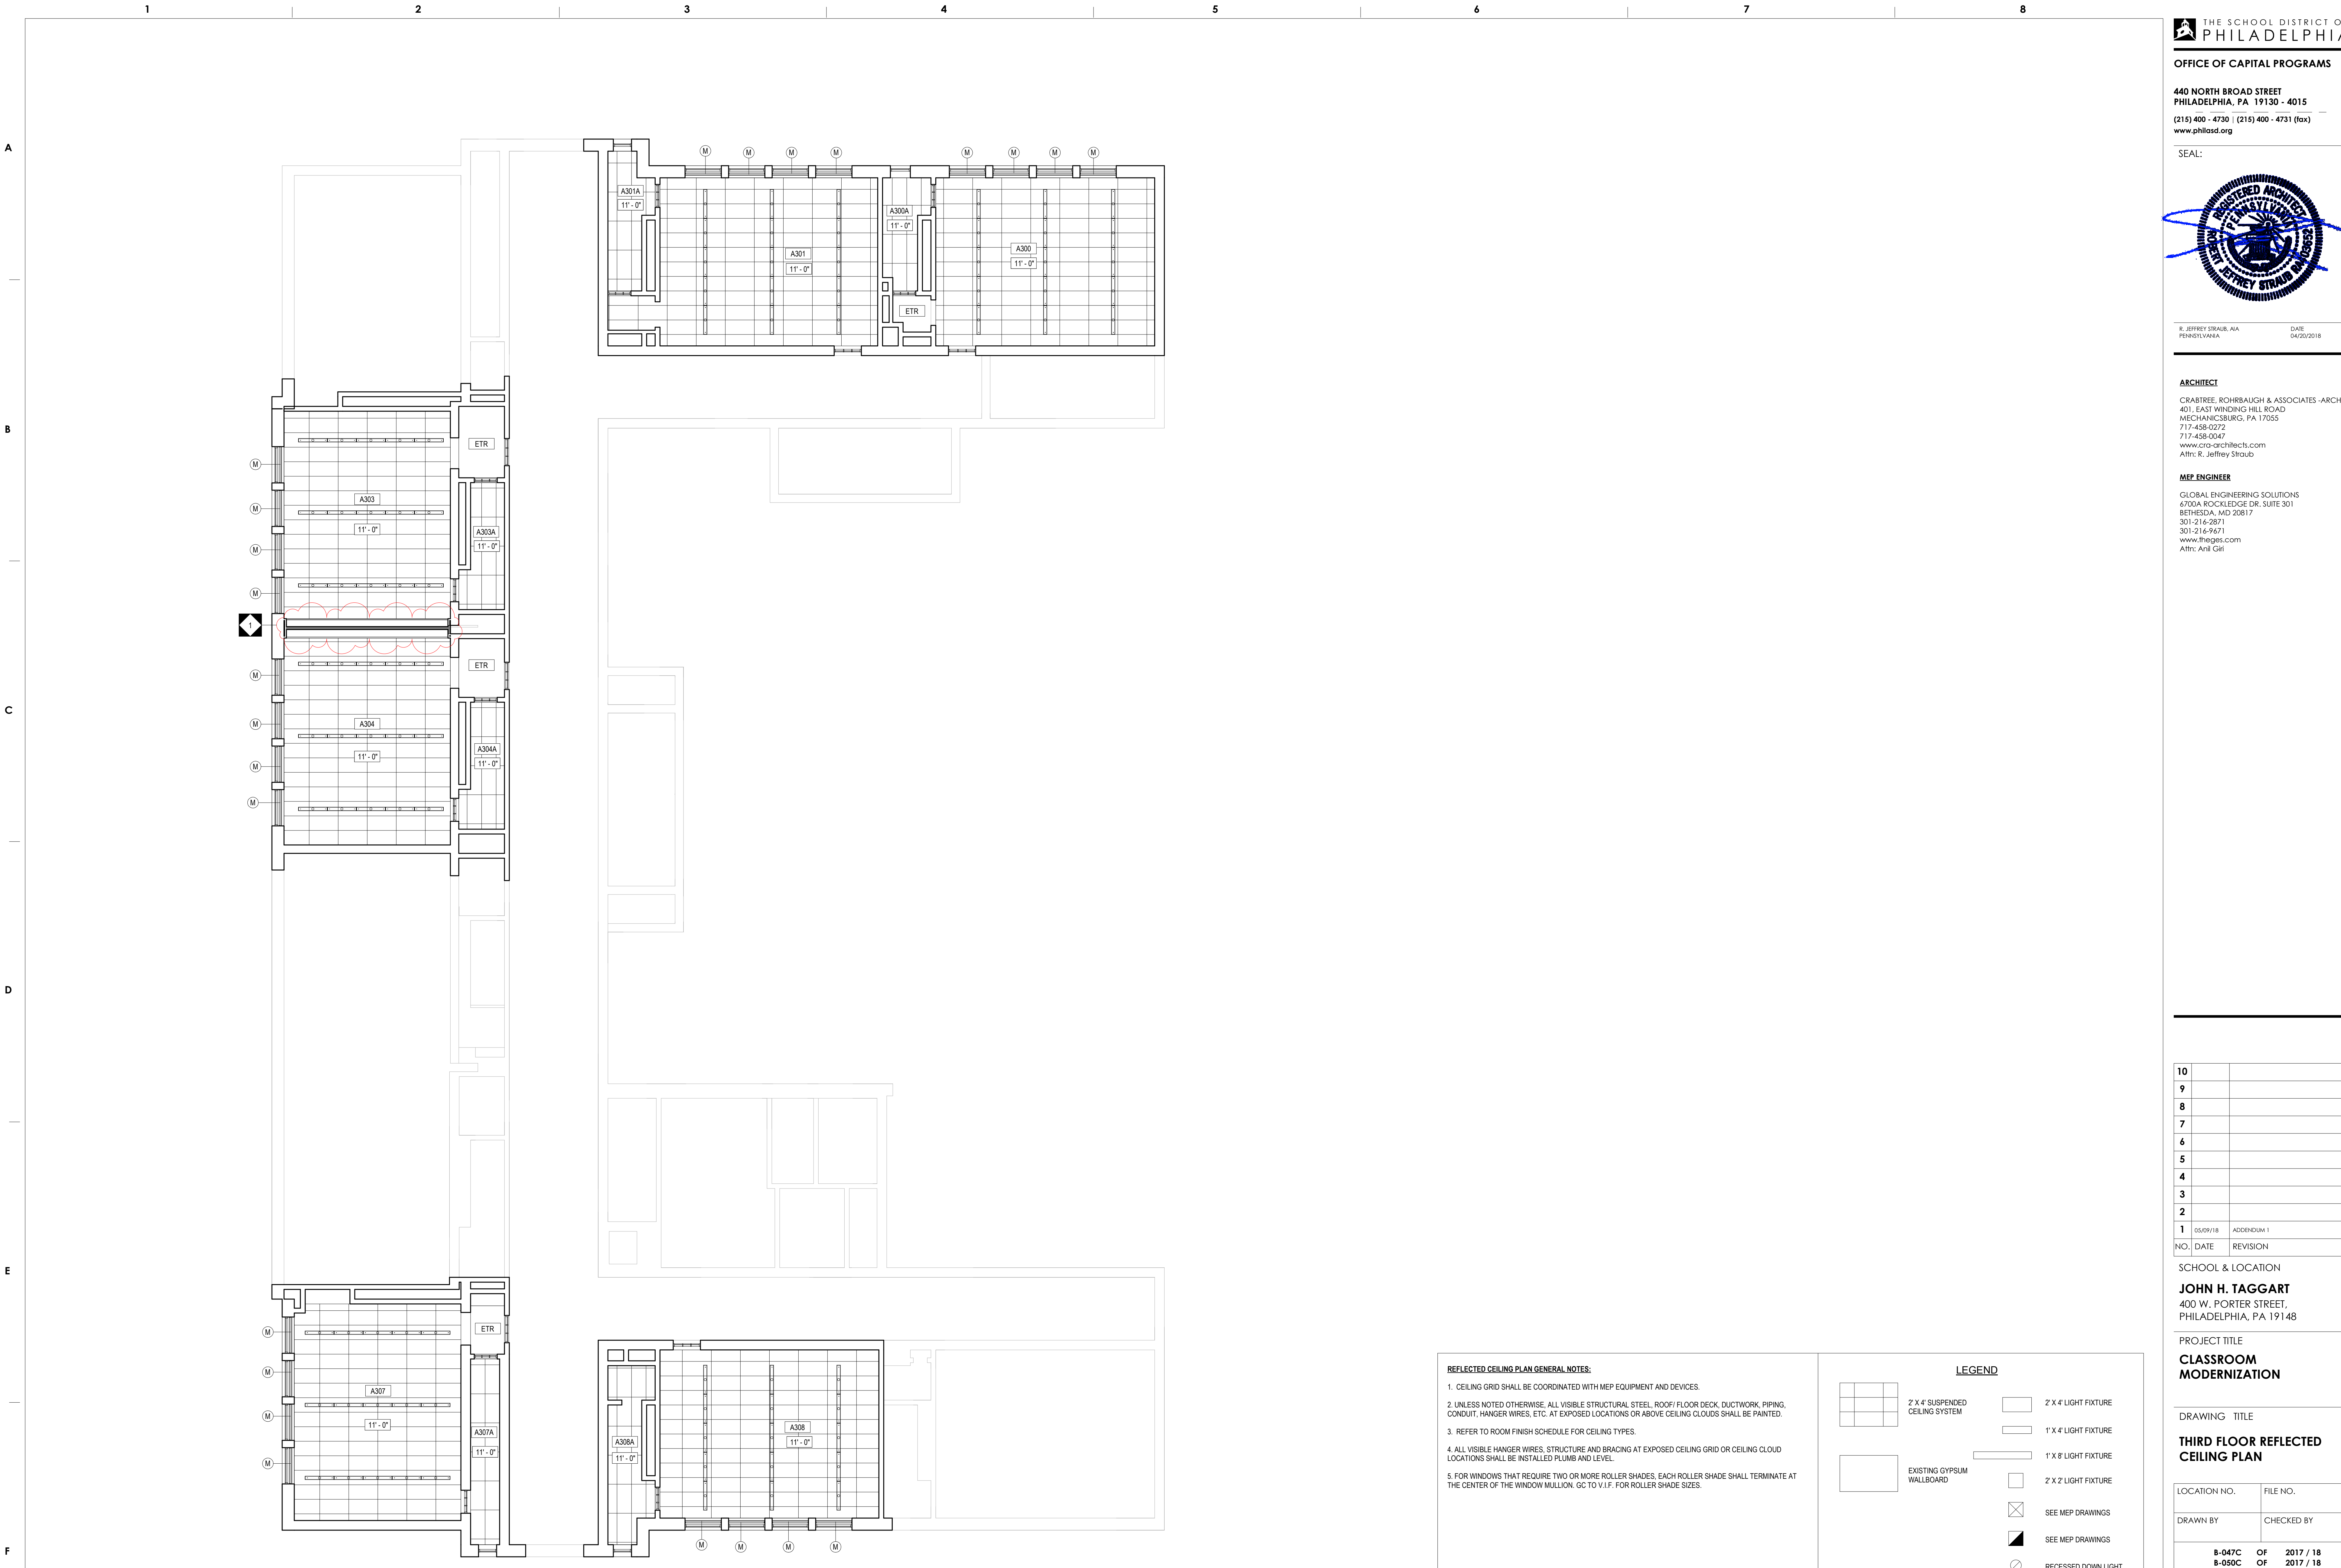 1 2 3 4 5 6 7 8
A
B
C
D
E
F
M M M M M M M M
A301A
11' - 0"
A301
11' - 0"
A300A
11' - 0"
ETR
A300
11' - 0"
ETR
M
M
M
M
A303
11' - 0"
A303A
11' - 0"
1
ETR
M
M
M
M
A304
11' - 0"
A304A
11' - 0"
ETR
M
M
M
M
A307
11' - 0"
A307A
11' - 0"
A308A
11' - 0"
A308
11' - 0"
M M M M
REFLECTED CEILING PLAN GENERAL NOTES:
1. CEILING GRID SHALL BE COORDINATED WITH MEP EQUIPMENT AND DEVICES.
2. UNLESS NOTED OTHERWISE, ALL VISIBLE STRUCTURAL STEEL, ROOF/ FLOOR DECK, DUCTWORK, PIPING,
CONDUIT, HANGER WIRES, ETC. AT EXPOSED LOCATIONS OR ABOVE CEILING CLOUDS SHALL BE PAINTED.
3. REFER TO ROOM FINISH SCHEDULE FOR CEILING TYPES.
4. ALL VISIBLE HANGER WIRES, STRUCTURE AND BRACING AT EXPOSED CEILING GRID OR CEILING CLOUD
LOCATIONS SHALL BE INSTALLED PLUMB AND LEVEL.
5. FOR WINDOWS THAT REQUIRE TWO OR MORE ROLLER SHADES, EACH ROLLER SHADE SHALL TERMINATE AT
THE CENTER OF THE WINDOW MULLION. GC TO V.I.F. FOR ROLLER SHADE SIZES.
LEGEND
2' X 4' SUSPENDED
CEILING SYSTEM
EXISTING GYPSUM
WALLBOARD
2' X 4' LIGHT FIXTURE
1' X 4' LIGHT FIXTURE
1' X 8' LIGHT FIXTURE
2' X 2' LIGHT FIXTURE
SEE MEP DRAWINGS
SEE MEP DRAWINGS
RECESSED DOWN LIGHT
THE SCHOOL DISTRICT O
PHILADELPHIA
OFFICE OF CAPITAL PROGRAMS
440 NORTH BROAD STREET
PHILADELPHIA, PA 19130 - 4015
(215) 400 - 4730 | (215) 400 - 4731 (fax)
www.philasd.org
SEAL:
REGISTERED ARCHITECT
PENNSYLVANIA
ROBERT JEFFREY STRAUB
R. JEFFREY STRAUB, AIA DATE
PENNSYLVANIA 04/20/2018
ARCHITECT
CRABTREE, ROHRBAUGH & ASSOCIATES -ARCH
401, EAST WINDING HILL ROAD
MECHANICSBURG, PA 17055
717-458-0272
717-458-0047
www.cra-architects.com
Attn: R. Jeffrey Straub
MEP ENGINEER
GLOBAL ENGINEERING SOLUTIONS
6700A ROCKLEDGE DR. SUITE 301
BETHESDA, MD 20817
301-216-2871
301-216-9671
www.theges.com
Attn: Anil Giri
10
9
8
7
6
5
4
3
2
1 05/09/18 ADDENDUM 1
NO. DATE REVISION
SCHOOL & LOCATION
JOHN H. TAGGART
400 W. PORTER STREET,
PHILADELPHIA, PA 19148
PROJECT TITLE
CLASSROOM
MODERNIZATION
DRAWING TITLE
THIRD FLOOR REFLECTED
CEILING PLAN
LOCATION NO. FILE NO.
DRAWN BY CHECKED BY
B-047C OF 2017 / 18
B-050C OF 2017 / 18